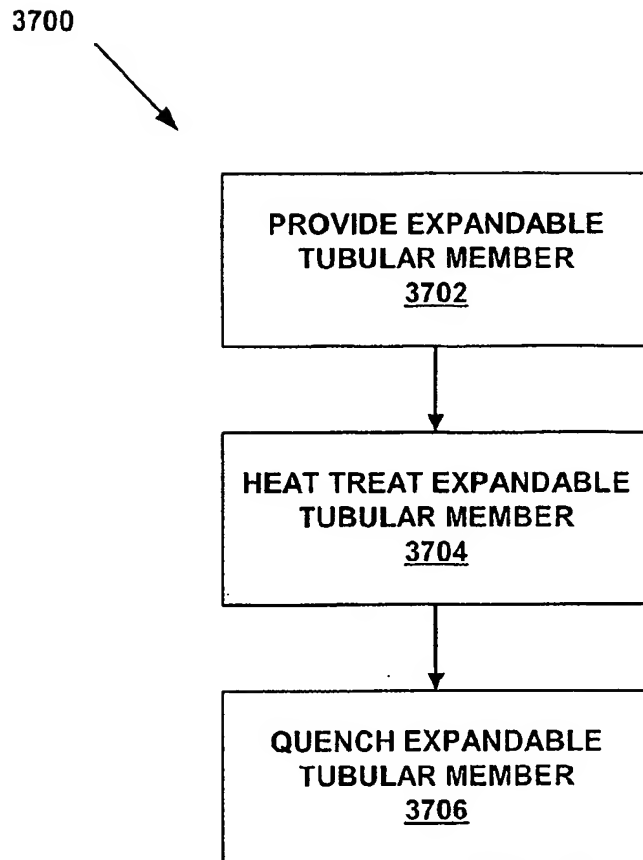 3700
PROVIDE EXPANDABLE
TUBULAR MEMBER
3702
HEAT TREAT EXPANDABLE
TUBULAR MEMBER
3704
QUENCH EXPANDABLE
TUBULAR MEMBER
3706